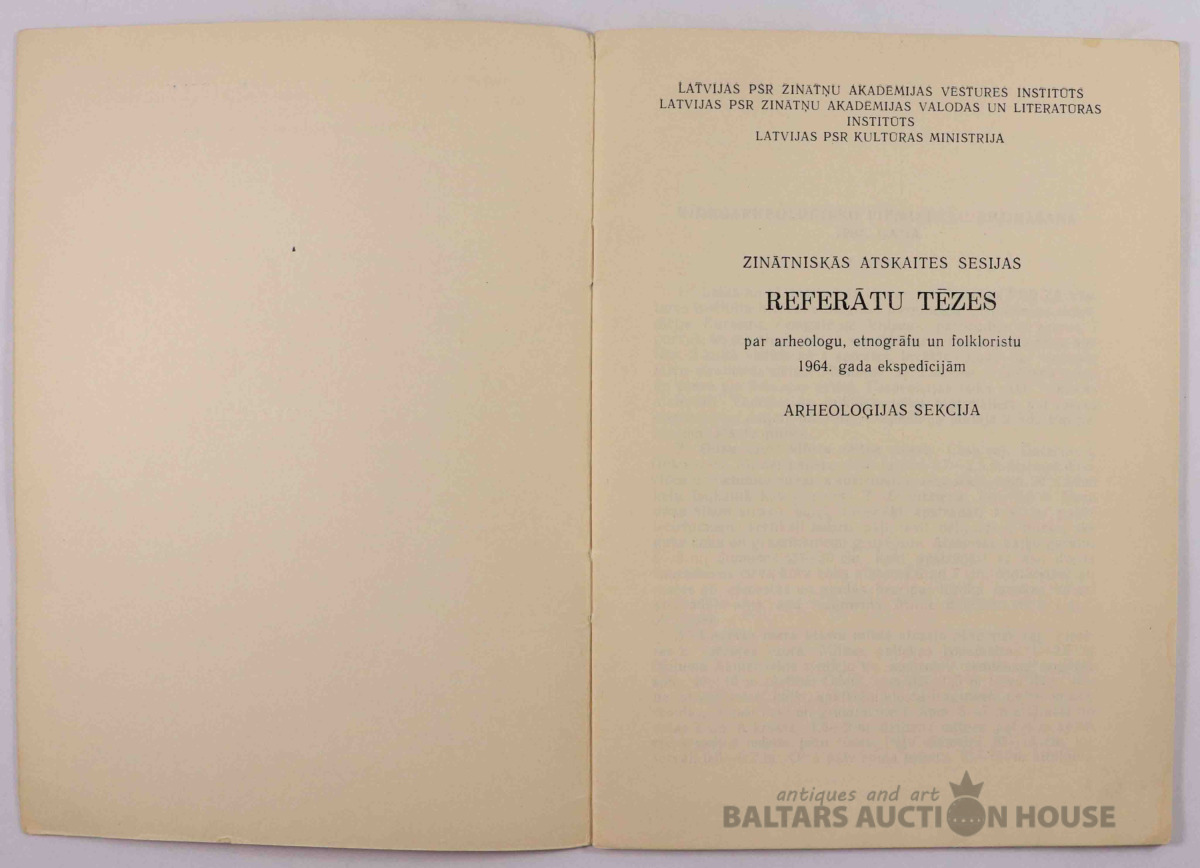 LATVIJAS PSR ZINĀTŅU AKADĒMIJAS VĒSTURES INSTITŪTS
LATVIJAS PSR ZINĀTŅU AKADĒMIJAS VALODAS UN LITERATŪRAS
INSTITŪTS
LATVIJAS PSR KULTŪRAS MINISTRIJA
ZINĀTNISKĀS ATSKAITES SESIJAS
REFERĀTU TĒZES
par arheologu, etnogrāfu un folkloristu
1964. gada ekspedīcijām
ARHEOLOĢIJAS SEKCIJA
antiques and art
BALTARS AUCTION HOUSE